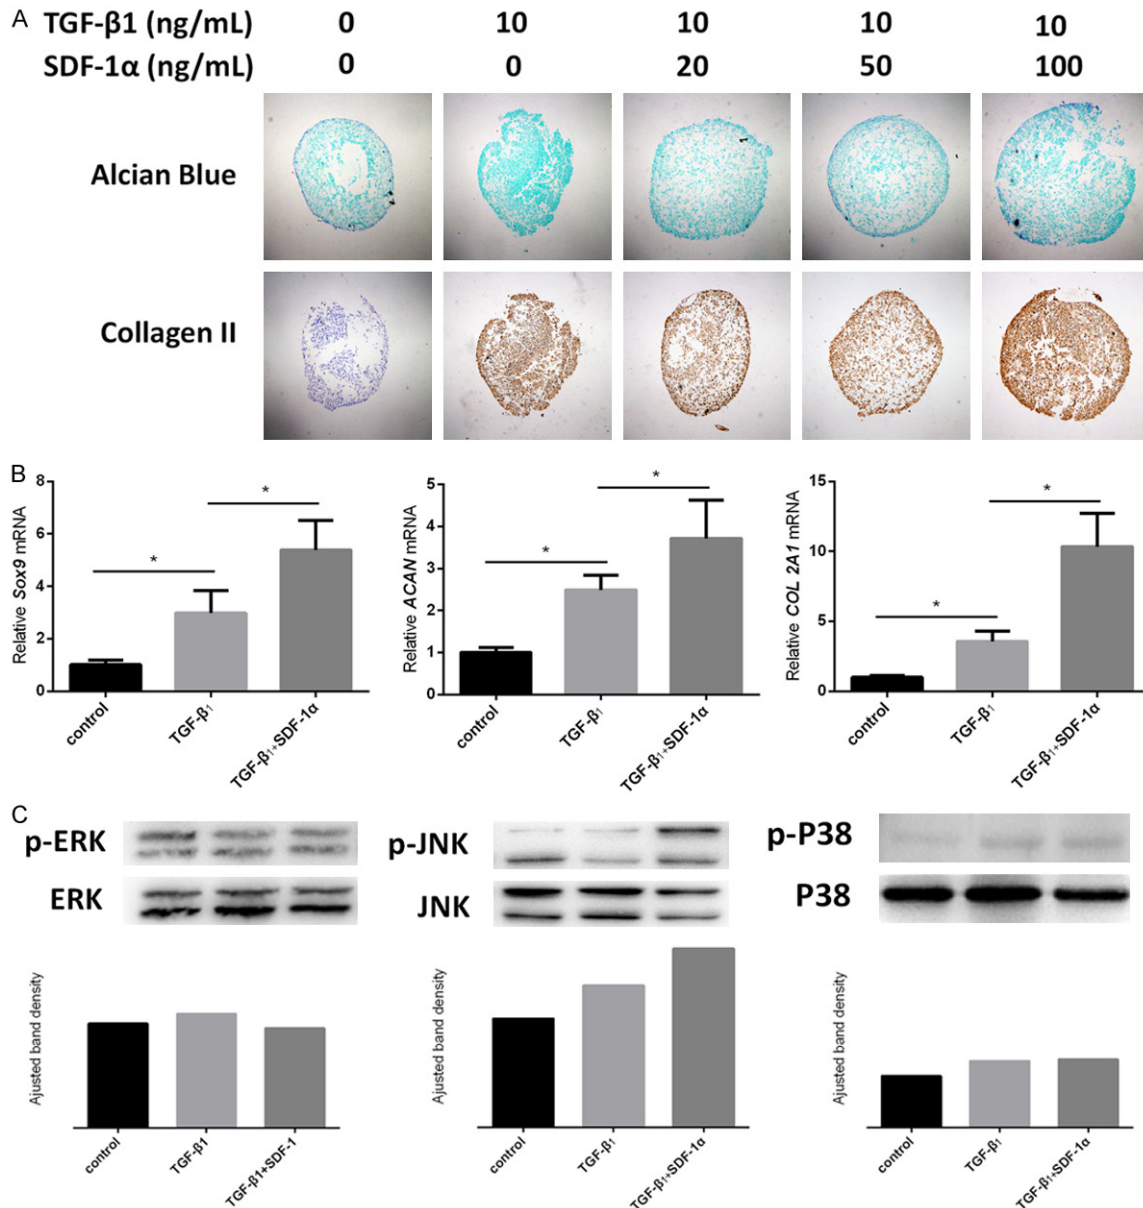 A
TGF-β1 (ng/mL) 0 10 10 10 10
SDF-1α (ng/mL) 0 0 20 50 100
Alcian Blue
Collagen II
B
Relative Sox9 mRNA
8
6
4
2
0
*
*
control
TGF-β1
TGF-β1+SDF-1α
Relative ACAN mRNA
5
4
3
2
1
0
*
*
control
TGF-β1
TGF-β1+SDF-1α
Relative COL 2A1 mRNA
15
10
5
0
*
*
control
TGF-β1
TGF-β1+SDF-1α
C
p-ERK
ERK
Ajusted band density
control
TGF-β1
TGF-β1+SDF-1
p-JNK
JNK
Ajusted band density
control
TGF-β1
TGF-β1+SDF-1α
p-P38
P38
Ajusted band density
control
TGF-β1
TGF-β1+SDF-1α